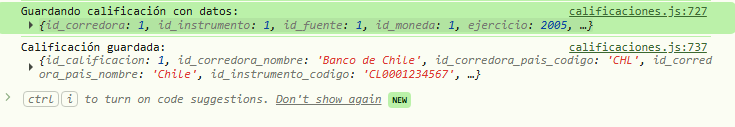 Guardando calificación con datos: calificaciones.js:727
{id_corredora: 1, id_instrumento: 1, id_fuente: 1, id_moneda: 1, ejercicio: 2005, …}
Calificación guardada: calificaciones.js:737
{id_calificacion: 1, id_corredora_nombre: 'Banco de Chile', id_corredora_pais_codigo: 'CHL', id_corred
ora_pais_nombre: 'Chile', id_instrumento_codigo: 'CL0001234567', …}
ctrl i to turn on code suggestions. Don't show again NEW